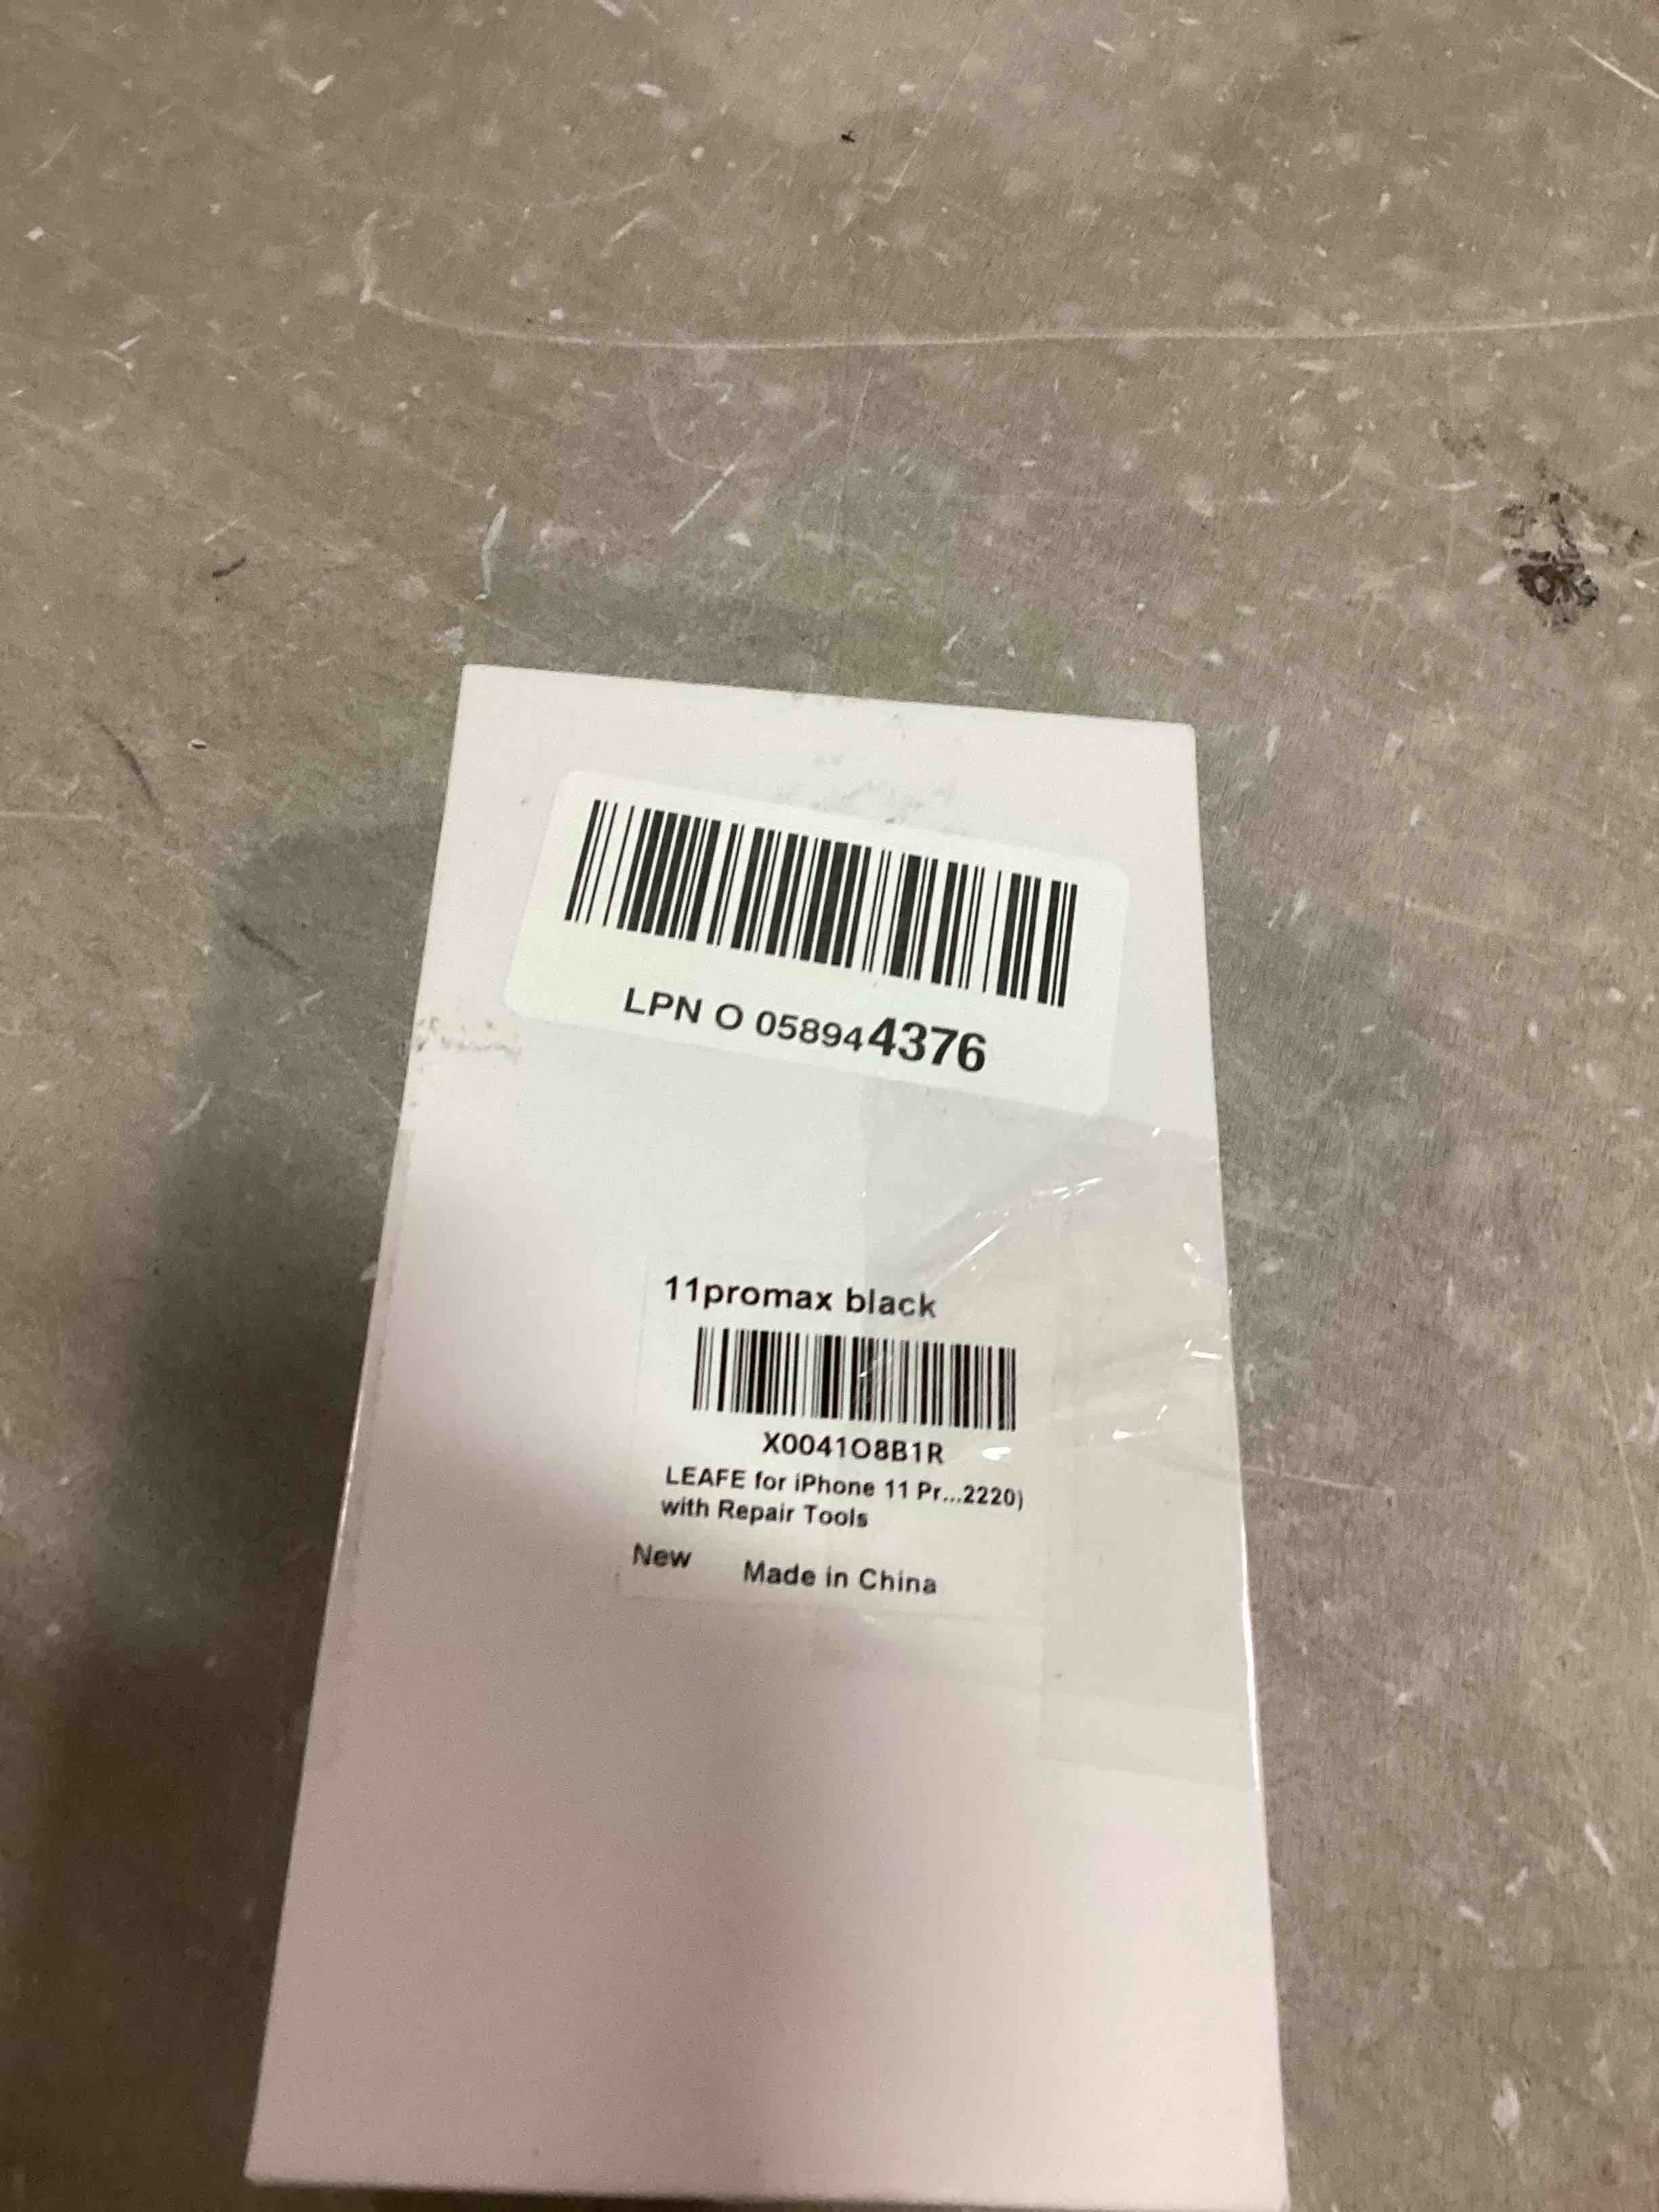 LPN O 058944376
11promax black
X0041O8B1R
LEAFE for iPhone 11 Pr...2220)
with Repair Tools
New Made in China